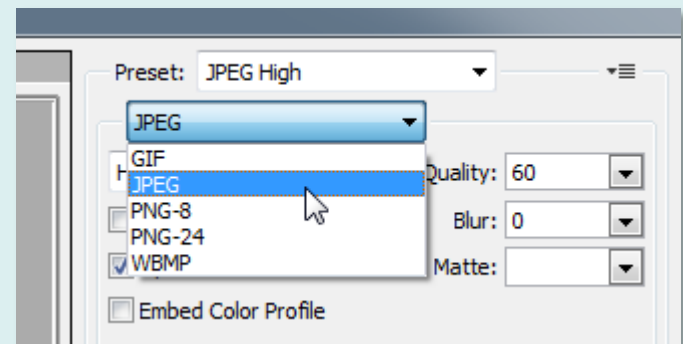 Preset: JPEG High
JPEG
GIF
JPEG
Quality: 60
PNG-8
Blur: 0
PNG-24
WBMP
Matte:
Embed Color Profile